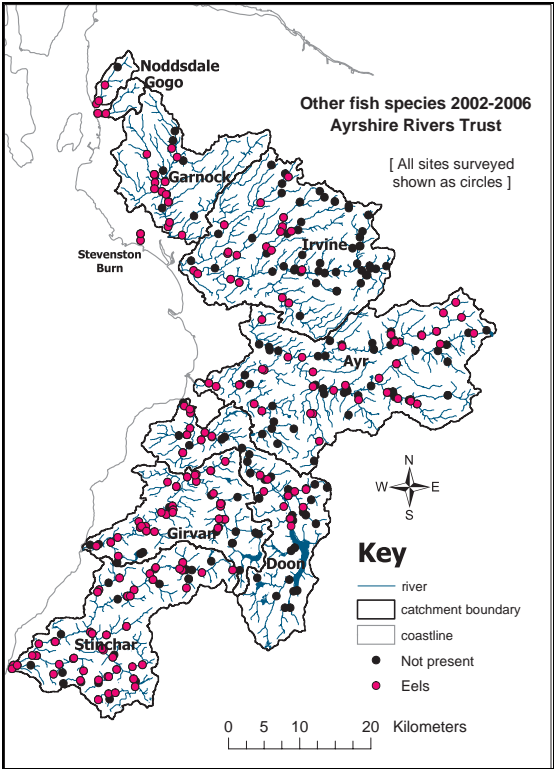 Noddsdale
Gogo
Other fish species 2002-2006
Ayrshire Rivers Trust
[ All sites surveyed
shown as circles ]
Garnock
Irvine
Stevenston
Burn
Ayr
N
W E
S
Girvan
Doon
Key
river
catchment boundary
coastline
Not present
Eels
Stinchar
0 5 10 20 Kilometers